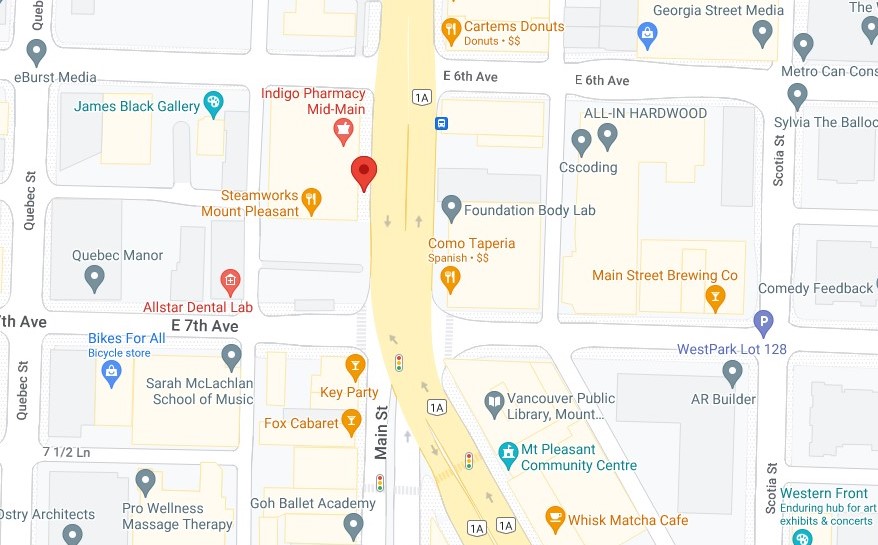 Queb
Cartems Donuts
Donuts • $$
Georgia Street Media
The V
eBurst Media
E 6th Ave
E 6th Ave
Metro Can Cons
James Black Gallery
Indigo Pharmacy
Mid-Main
1A
ALL-IN HARDWOOD
Sylvia The Balloo
Cscoding
Quebec St
Scotia St
Steamworks
Mount Pleasant
Foundation Body Lab
Quebec Manor
Como Taperia
Spanish • $$
Main Street Brewing Co
Comedy Feedback
Allstar Dental Lab
7th Ave
E 7th Ave
P
WestPark Lot 128
Bikes For All
Bicycle store
Sarah McLachlan
School of Music
Key Party
Quebec St
AR Builder
1A
Vancouver Public
Library, Mount...
Fox Cabaret
Main St
7 1/2 Ln
Mt Pleasant
Community Centre
Scotia St
Pro Wellness
Massage Therapy
Goh Ballet Academy
Ostry Architects
Western Front
Enduring hub for art
exhibits & concerts
1A
1A
Whisk Matcha Cafe